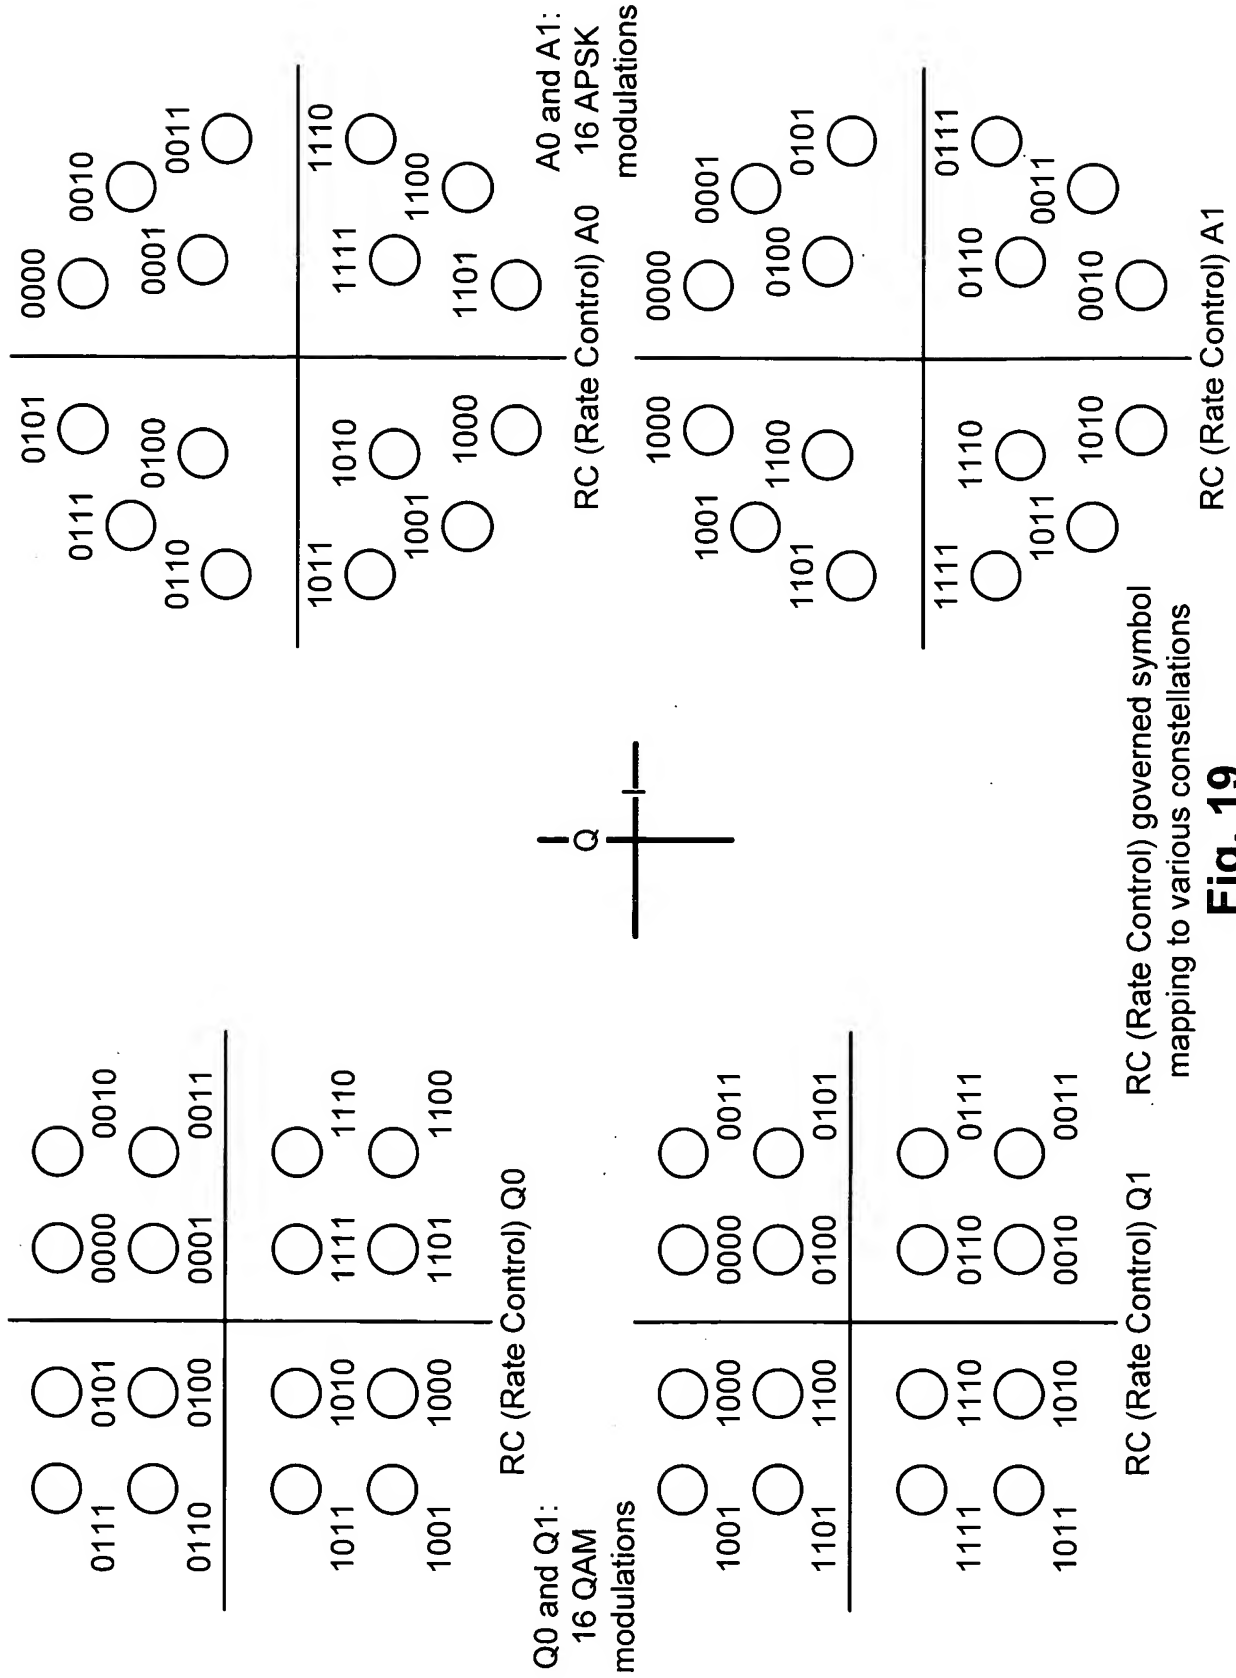 0111 0101 0000 0010
0110 0100 0001 0011
1011 1010 1111 1110
1001 1000 1101 1100
RC (Rate Control) Q0
0101 0000
0111 0010
0100 0001
0110 0011
1011 1110
1010 1111
1001 1100
1000 1101
RC (Rate Control) A0
Q0 and Q1:
16 QAM
modulations
Q
I
A0 and A1:
16 APSK
modulations
1001 1000 0000 0011
1101 1100 0100 0101
1111 1110 0110 0111
1011 1010 0010 0011
RC (Rate Control) Q1
1000 0000
1001 0001
1100 0100
1101 0101
1111 0111
1110 0110
1011 0011
1010 0010
RC (Rate Control) A1
RC (Rate Control) governed symbol
mapping to various constellations
Fig. 19